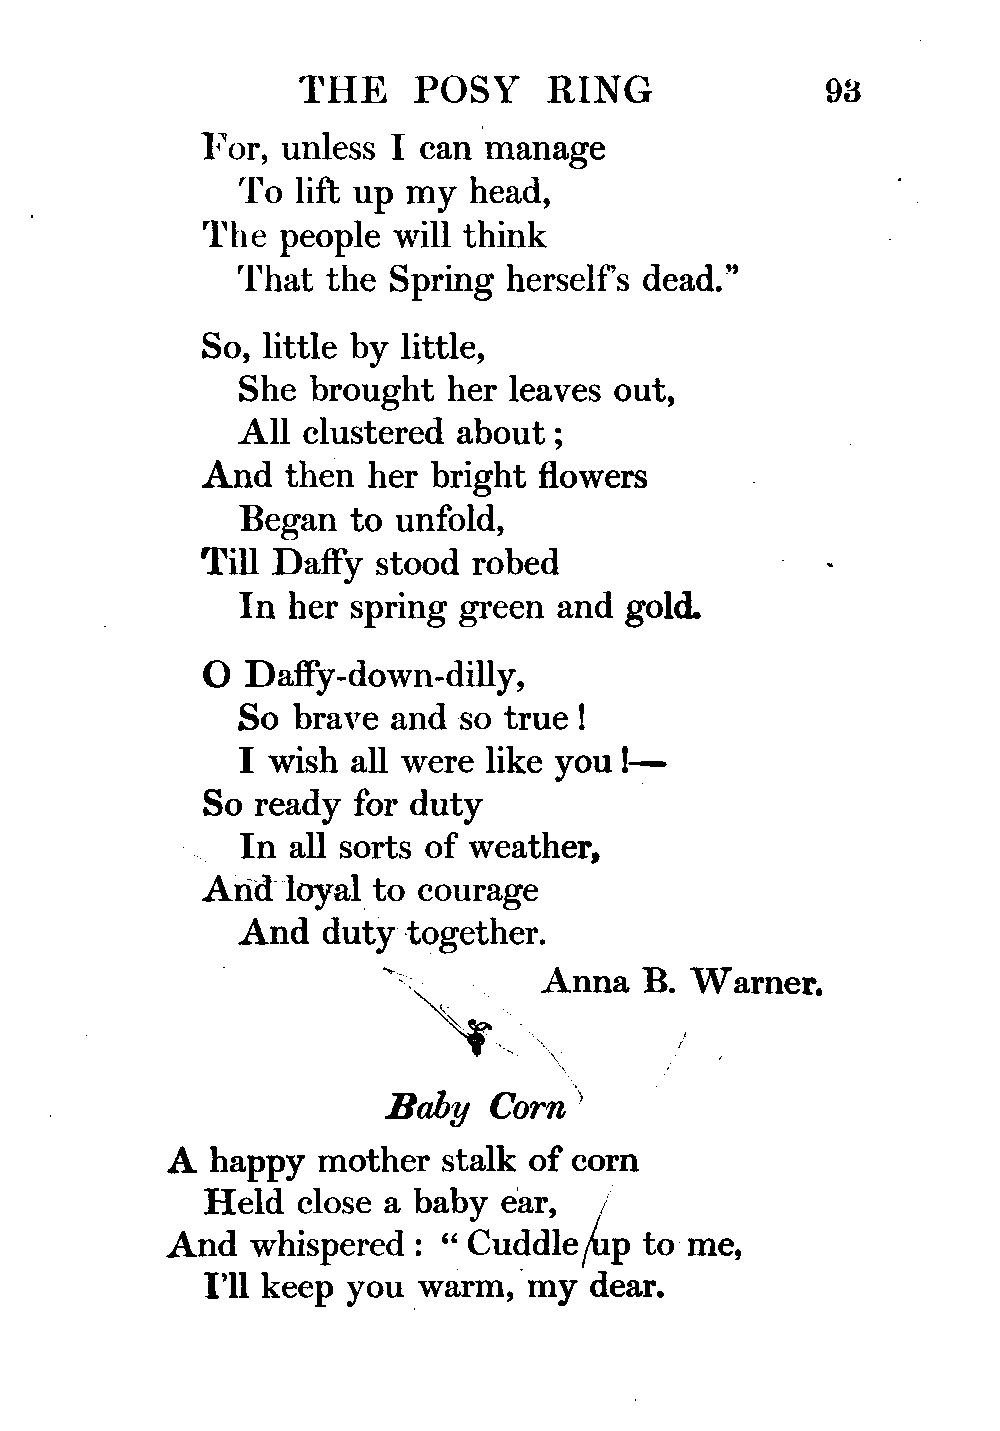 THE POSY RING 93
For, unless I can manage
To lift up my head,
The people will think
That the Spring herself's dead.”
So, little by little,
She brought her leaves out,
All clustered about;
And then her bright flowers
Began to unfold,
Till Daffy stood robed
In her spring green and gold.
O Daffy-down-dilly,
So brave and so true!
I wish all were like you!—
So ready for duty
In all sorts of weather,
And loyal to courage
And duty together.
Anna B. Warner.
Baby Corn
A happy mother stalk of corn
Held close a baby ear,
And whispered: “Cuddle up to me,
I'll keep you warm, my dear.